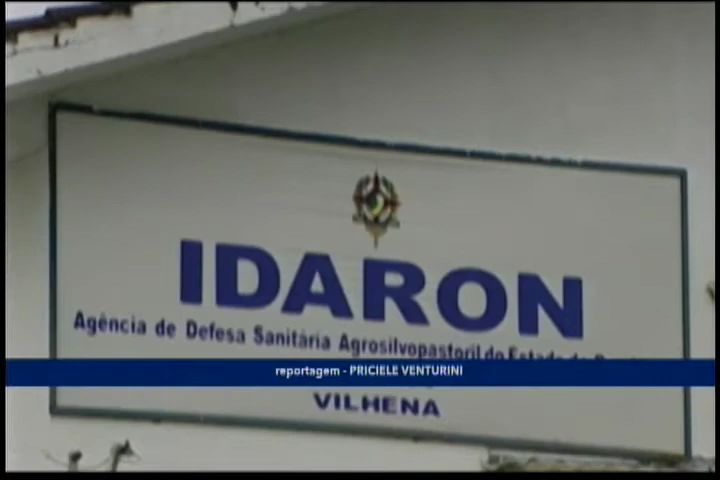 IDARON
Agência de Defesa Sanitária Agrosilvopastoril do Estado de
reportagem - PRICIELE VENTURINI
VILHENA